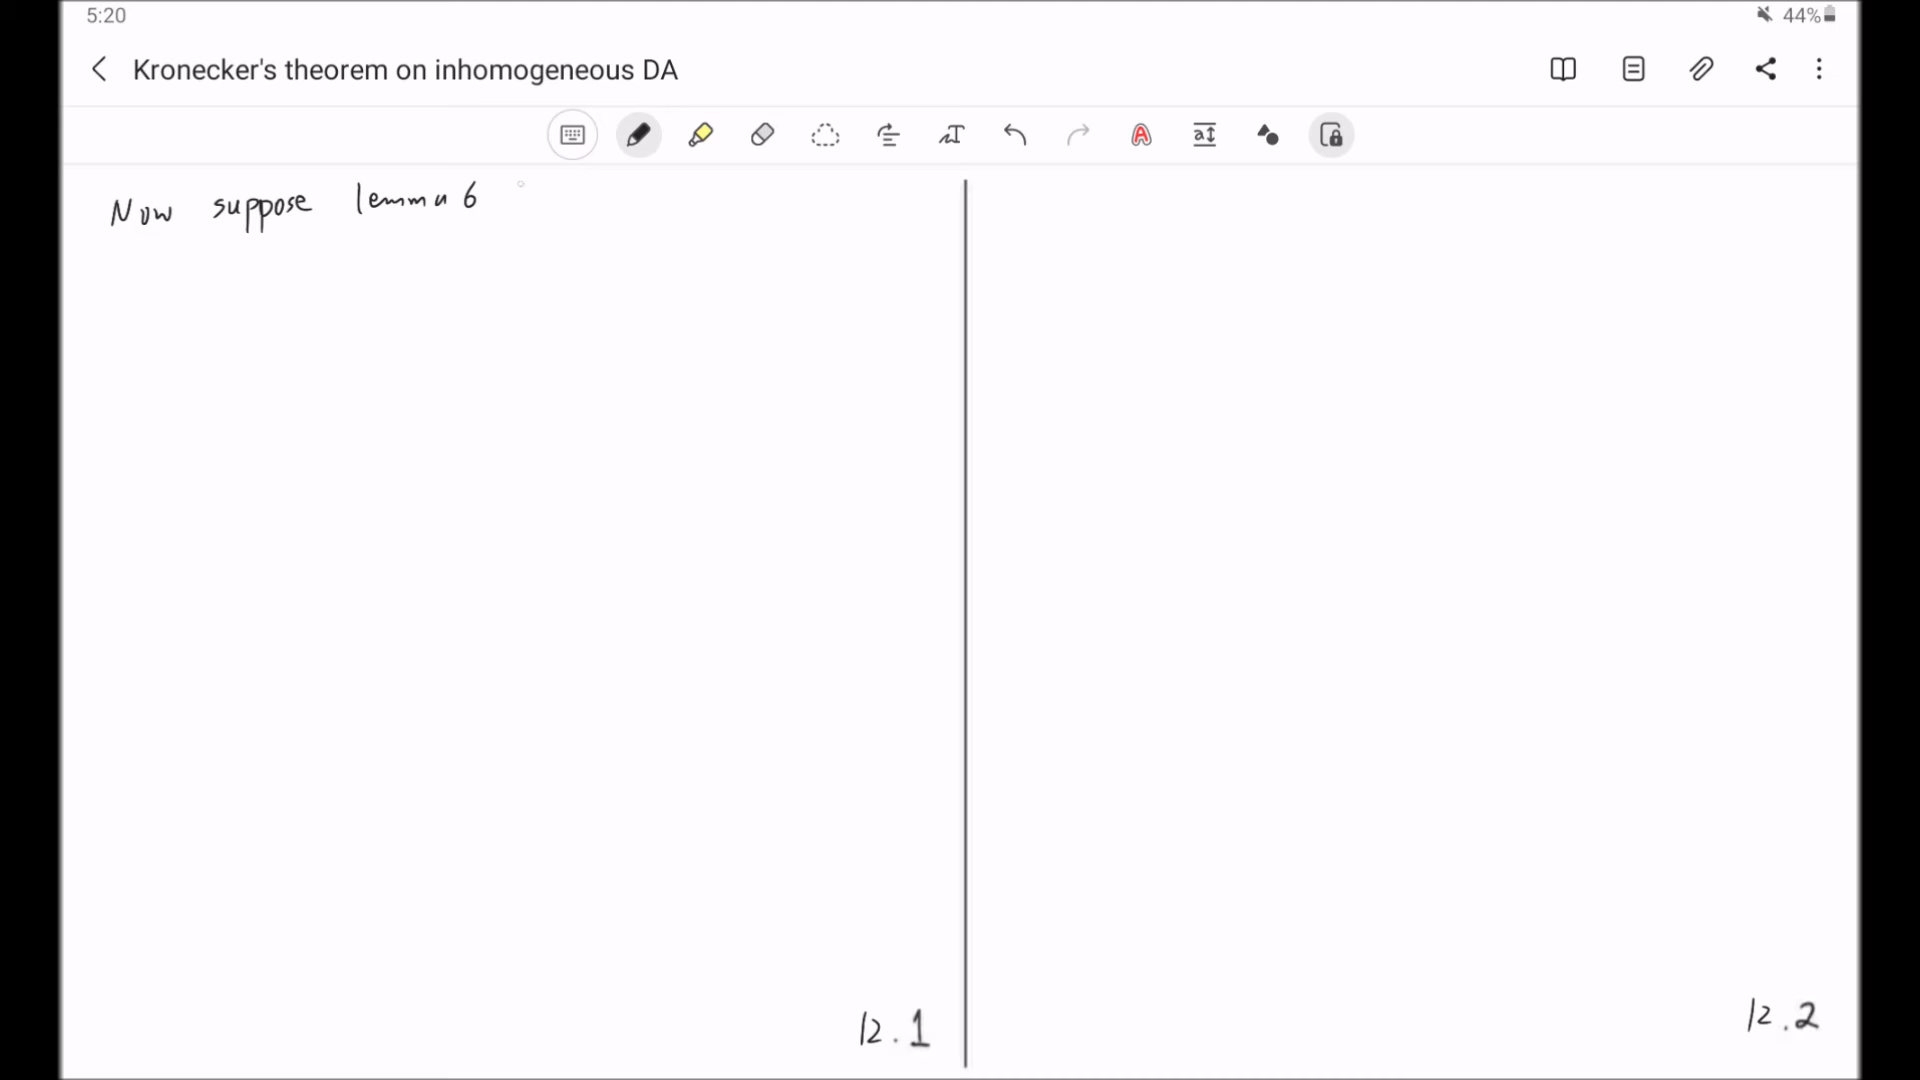 5:20
44%
Kronecker's theorem on inhomogeneous DA
Now suppose lemma 6
12.1
12.2